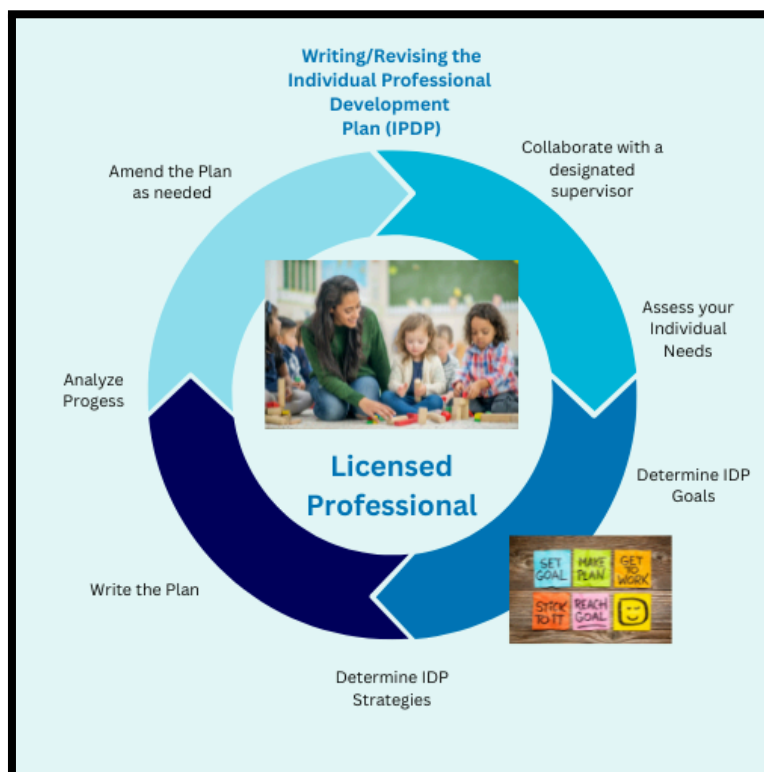 Writing/Revising the
Individual Professional
Development
Plan (IPDP)
Collaborate with a
designated
supervisor
Assess your
Individual
Needs
Determine IDP
Goals
Determine IDP
Strategies
Write the Plan
Analyze
Progess
Amend the Plan
as needed
Licensed
Professional
SET
GOAL
MAKE
PLAN
GET
TO
WORK
STICK
TO IT
REACH
GOAL